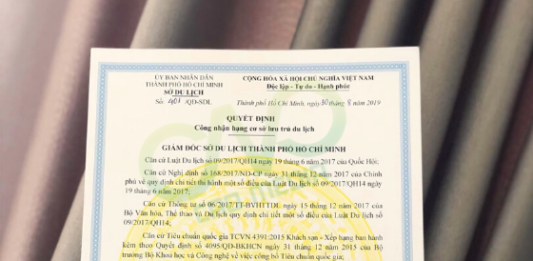 ỦY BAN NHÂN DÂN
THÀNH PHỐ HỒ CHÍ MINH
SỞ DU LỊCH
Số: 401 /QĐ-SDL
CỘNG HÒA XÃ HỘI CHỦ NGHĨA VIỆT NAM
Độc lập - Tự do - Hạnh phúc
Thành phố Hồ Chí Minh, ngày 30 tháng 8 năm 2019
QUYẾT ĐỊNH
Công nhận hạng cơ sở lưu trú du lịch
GIÁM ĐỐC SỞ DU LỊCH THÀNH PHỐ HỒ CHÍ MINH
Căn cứ Luật Du lịch số 09/2017/QH14 ngày 19 tháng 6 năm 2017 của Quốc Hội;
Căn cứ Nghị định số 168/2017/NĐ-CP ngày 31 tháng 12 năm 2017 của Chính
phủ về quy định chi tiết thi hành một số điều của Luật Du lịch số 09/2017/QH14 ngày
19 tháng 6 năm 2017;
Căn cứ Thông tư số 06/2017/TT-BVHTTDL ngày 15 tháng 12 năm 2017 của
Bộ Văn hóa, Thể thao và Du lịch quy định chi tiết một số điều của Luật Du lịch số
09/2017/QH14;
Căn cứ Tiêu chuẩn quốc gia TCVN 4391:2015 Khách sạn - Xếp hạng ban hành
kèm theo Quyết định số 4095/QĐ-BKHCN ngày 31 tháng 12 năm 2015 của Bộ
trưởng Bộ Khoa học và Công nghệ về việc công bố Tiêu chuẩn quốc gia;